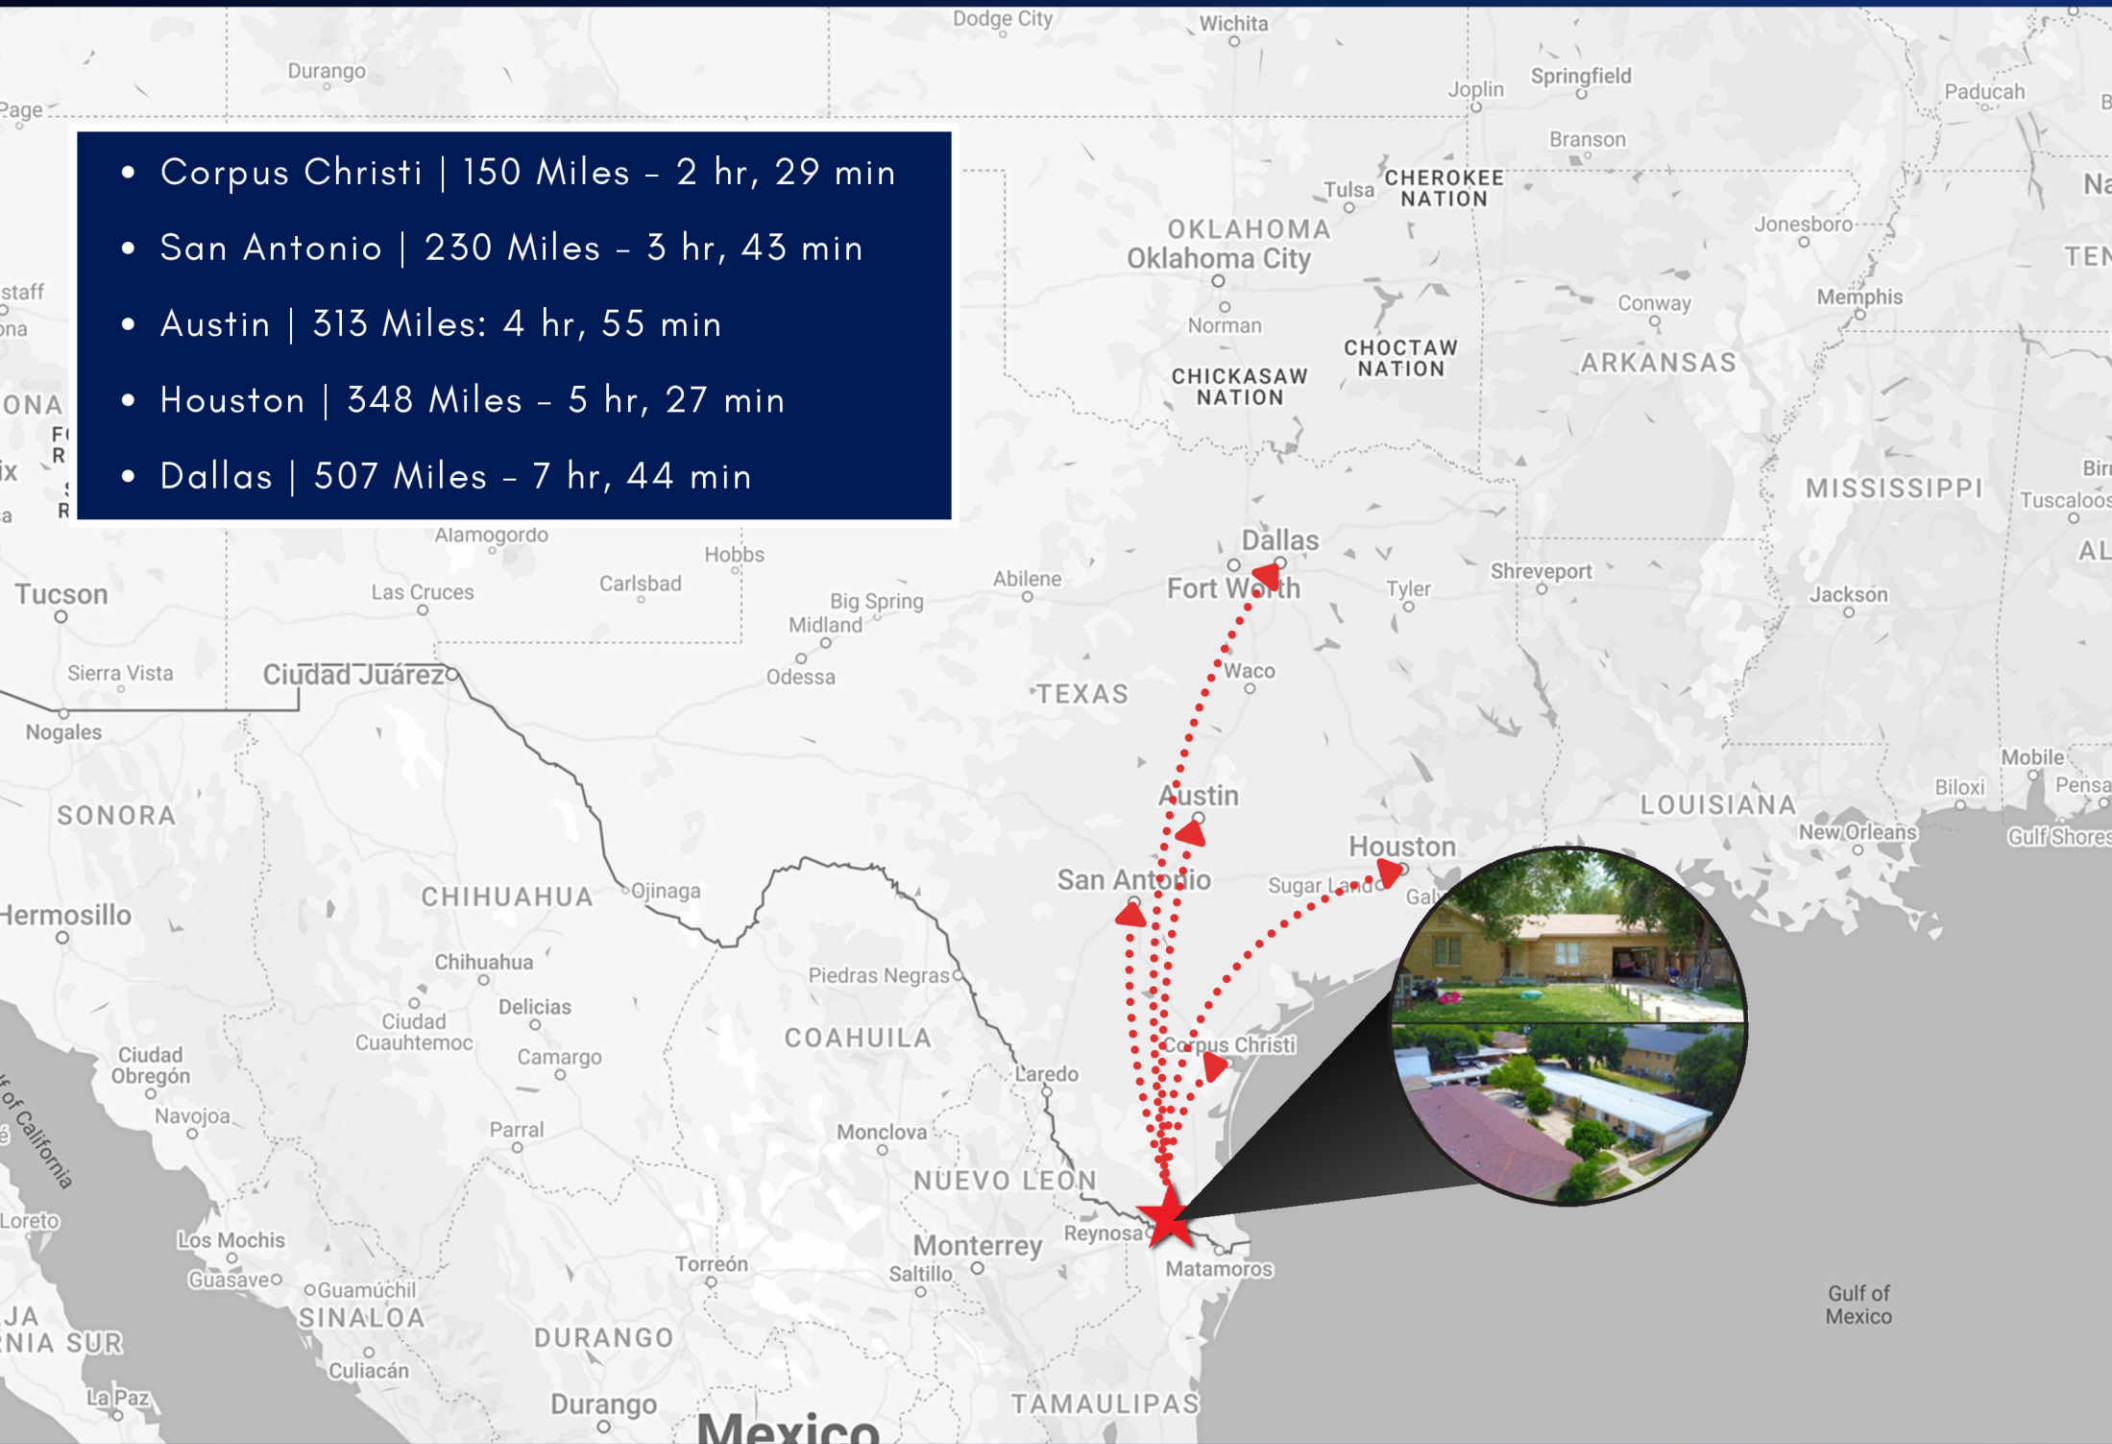 Dodge City
Wichita
Durango
Springfield
Joplin
Paducah
Page
Branson
• Corpus Christi | 150 Miles – 2 hr, 29 min
• San Antonio | 230 Miles – 3 hr, 43 min
• Austin | 313 Miles: 4 hr, 55 min
• Houston | 348 Miles – 5 hr, 27 min
• Dallas | 507 Miles – 7 hr, 44 min
Tulsa
CHEROKEE
NATION
OKLAHOMA
Oklahoma City
Norman
Jonesboro
Memphis
Conway
CHOCTAW
NATION
CHICKASAW
NATION
ARKANSAS
MISSISSIPPI
Alamogordo
Hobbs
Dallas
Fort Worth
Tucson
Las Cruces
Carlsbad
Big Spring
Abilene
Tyler
Shreveport
Jackson
Midland
Odessa
Sierra Vista
Ciudad Juárez
Waco
TEXAS
Nogales
Mobile
Biloxi
SONORA
Austin
LOUISIANA
New Orleans
Gulf Shores
Houston
San Antonio
Sugar Land
CHIHUAHUA
Ojinaga
Hermosillo
Chihuahua
Piedras Negras
Delicias
Ciudad
Cuauhtemoc
COAHUILA
Corpus Christi
Ciudad
Obregón
Camargo
Laredo
Navojoa
Parral
Monclova
NUEVO LEON
Loreto
Los Mochis
Guasave
Guamúchil
Monterrey
Reynosa
Torreón
Saltillo
Matamoros
SINALOA
Gulf of
Mexico
DURANGO
Culiacán
La Paz
Durango
TAMAULIPAS
Mexico